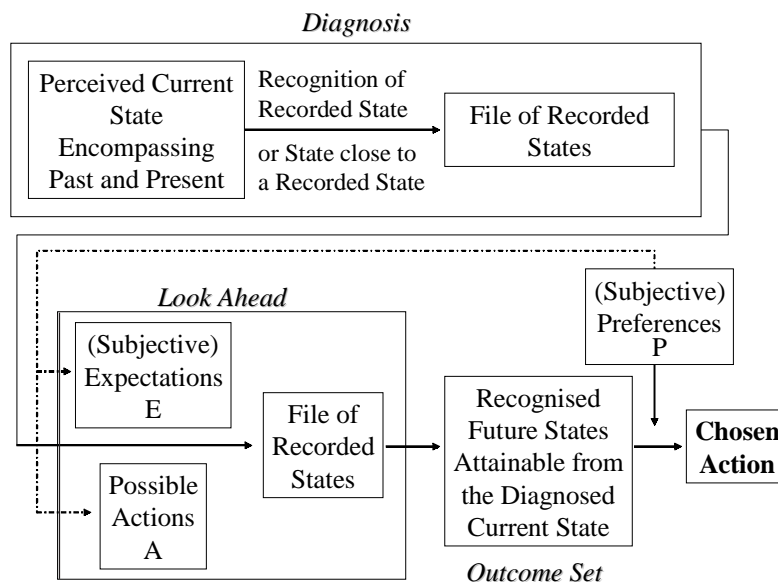 Diagnosis
Perceived Current
State
Encompassing
Past and Present
Recognition of
Recorded State
or State close to
a Recorded State
File of Recorded
States
Look Ahead
(Subjective)
Expectations
E
Possible
Actions
A
File of
Recorded
States
Recognised
Future States
Attainable from
the Diagnosed
Current State
Outcome Set
(Subjective)
Preferences
P
Chosen
Action